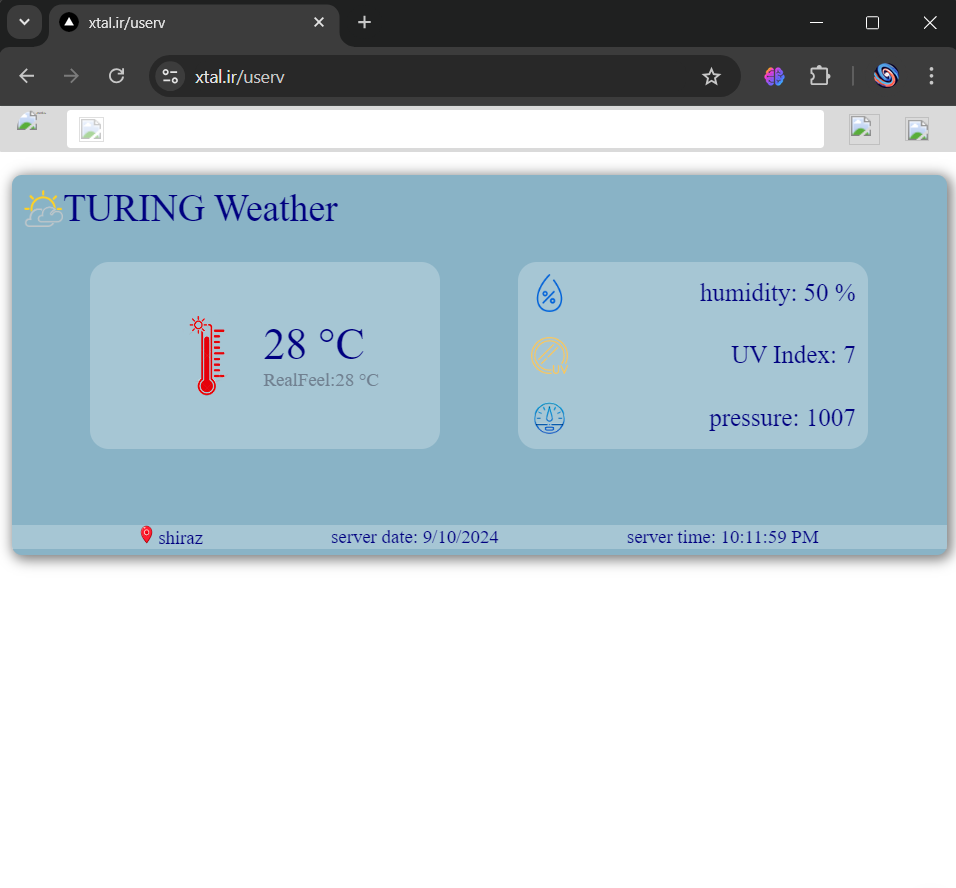 xtal.ir/userv
xtal.ir/userv
TURING Weather
28 °C
RealFeel:28 °C
%
humidity: 50 %
UV
UV Index: 7
pressure: 1007
shiraz
server date: 9/10/2024
server time: 10:11:59 PM